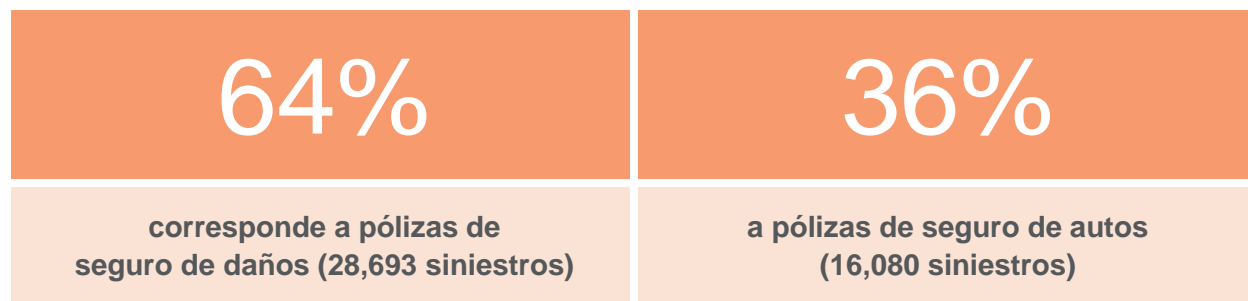 64%
36%
corresponde a pólizas de
seguro de daños (28,693 siniestros)
a pólizas de seguro de autos
(16,080 siniestros)